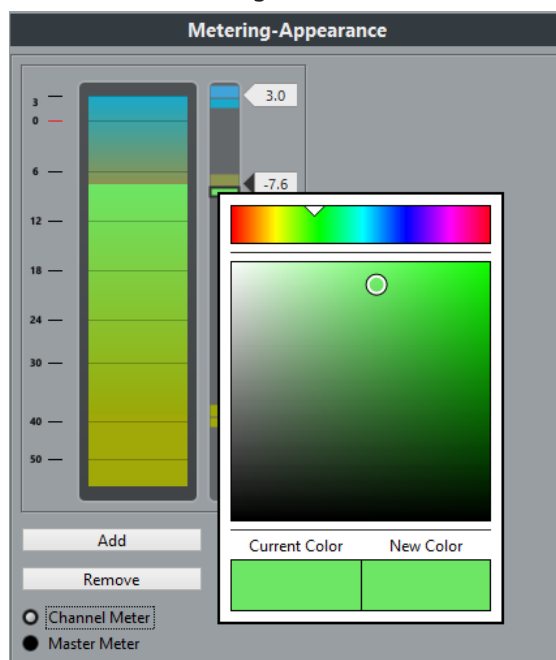 Metering-Appearance
3
0
6
12
18
24
30
40
50
3.0
-7.6
Current Color
New Color
Add
Remove
Channel Meter
Master Meter